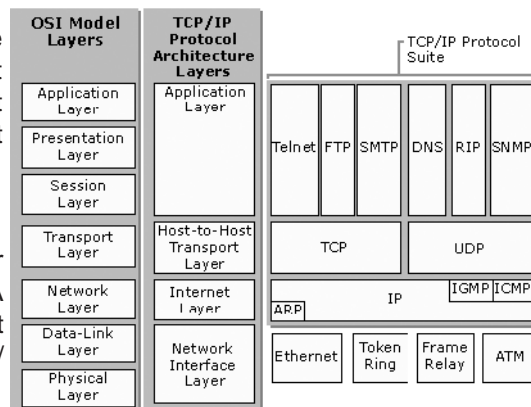 OSI Model
Layers
Application
Layer
Presentation
Layer
Session
Layer
Transport
Layer
Network
Layer
Data-Link
Layer
Physical
Layer
TCP/IP
Protocol
Architecture
Layers
Application
Layer
Host-to-Host
Transport
Layer
Internet
Layer
Network
Interface
Layer
TCP/IP Protocol
Suite
Telnet FTP SMTP DNS RIP SNMP
TCP UDP
ARP IP IGMP ICMP
Ethernet
Token
Ring
Frame
Relay
ATM